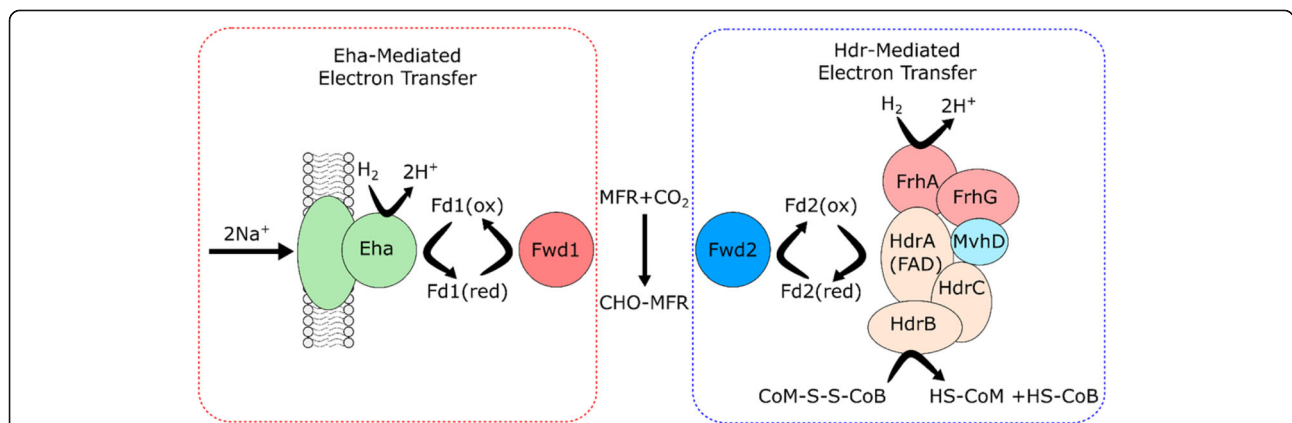 Eha-Mediated
Electron Transfer
2Na⁺
H₂
2H⁺
Eha
Fd1(ox)
Fd1(red)
Fwd1
MFR+CO₂
CHO-MFR
Hdr-Mediated
Electron Transfer
Fwd2
Fd2(ox)
Fd2(red)
H₂
2H⁺
FrhA
FrhG
MvhD
HdrA
(FAD)
HdrC
HdrB
CoM-S-S-CoB
HS-CoM +HS-CoB